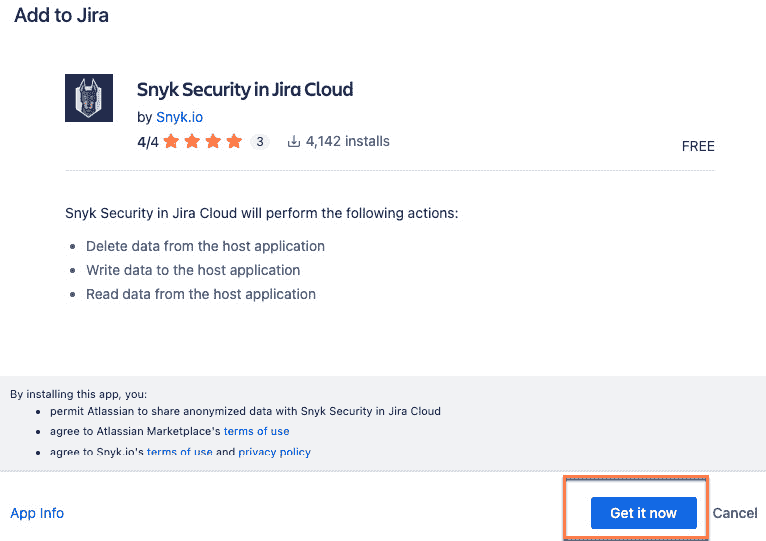 Add to Jira
Snyk Security in Jira Cloud
by Snyk.io
4/4 3 4,142 installs
FREE
Snyk Security in Jira Cloud will perform the following actions:
Delete data from the host application
Write data to the host application
Read data from the host application
By installing this app, you:
permit Atlassian to share anonymized data with Snyk Security in Jira Cloud
agree to Atlassian Marketplace's terms of use
agree to Snyk.io's terms of use and privacy policy
App Info
Get it now
Cancel